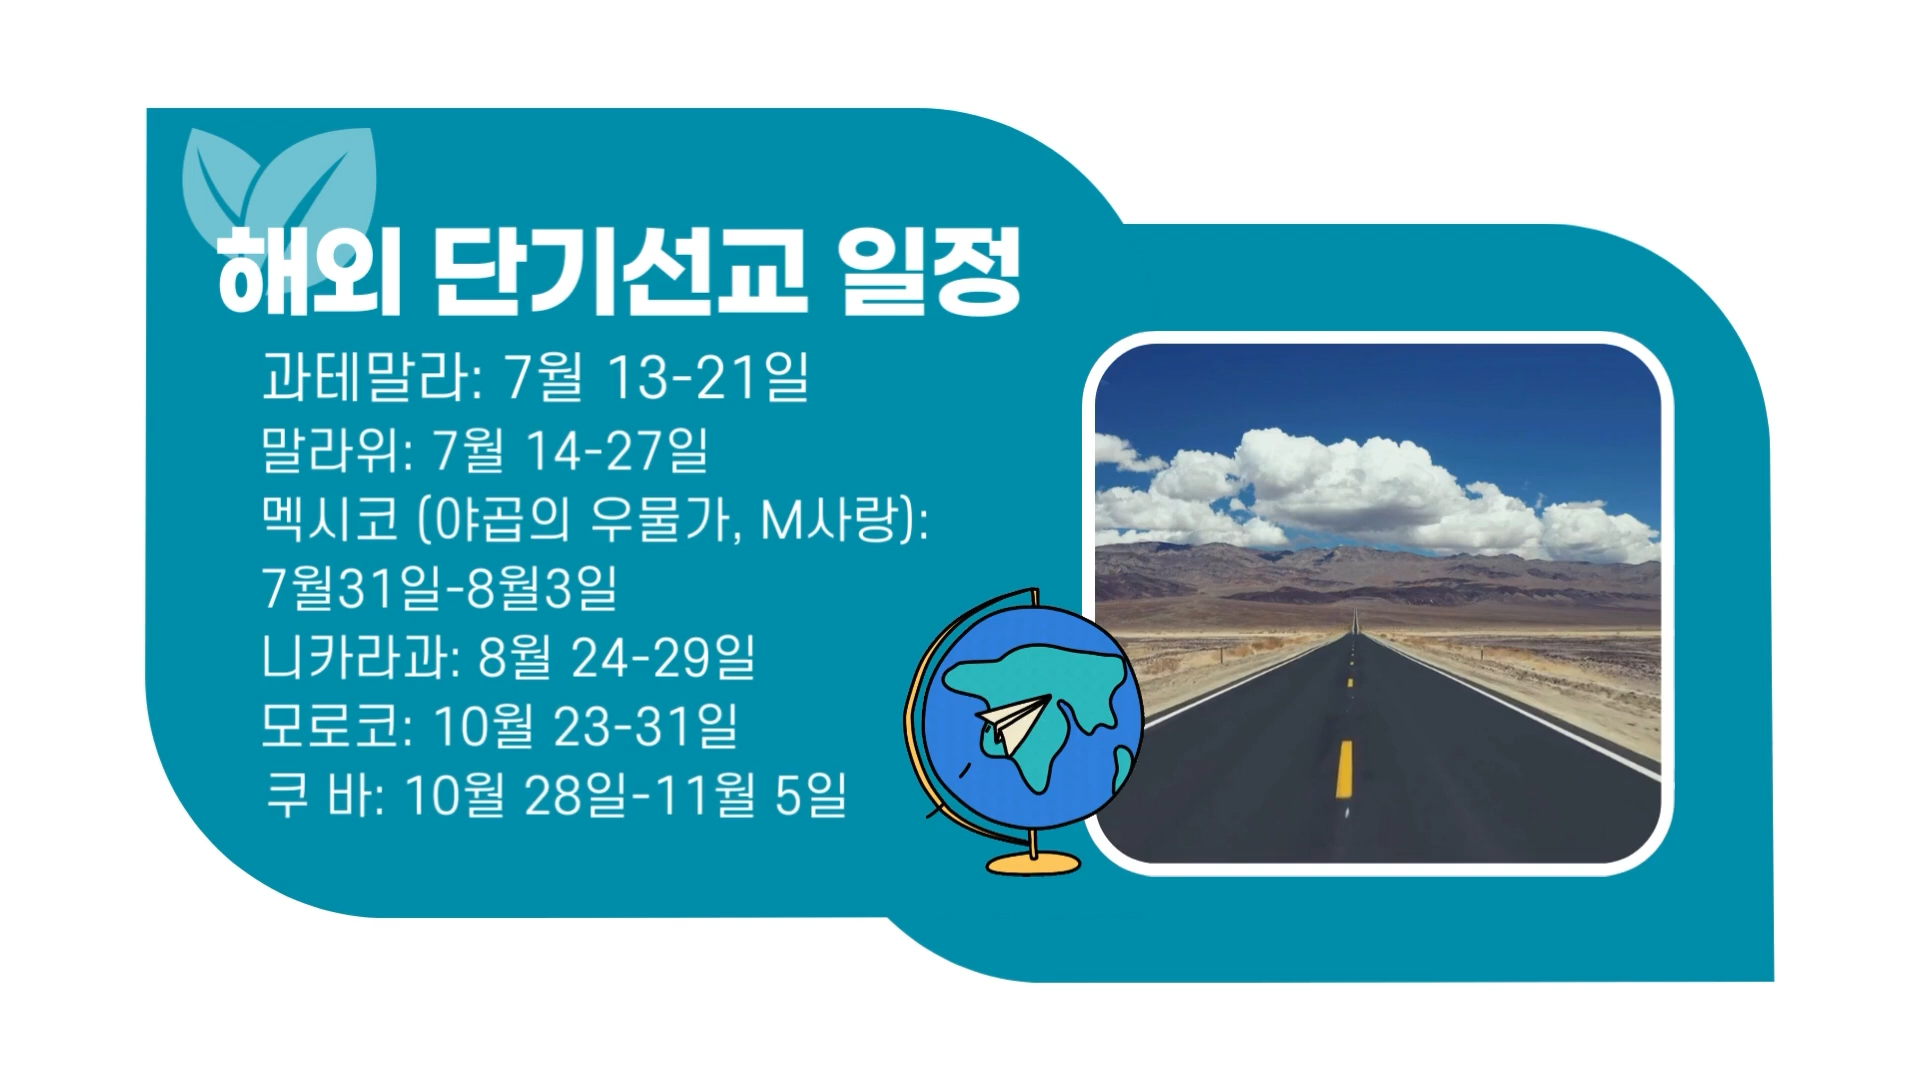 해외 단기선교 일정
과테말라: 7월 13-21일
말라위: 7월 14-27일
멕시코 (야곱의 우물가, M사랑):
7월31일-8월3일
니카라과: 8월 24-29일
모로코: 10월 23-31일
쿠 바: 10월 28일-11월 5일